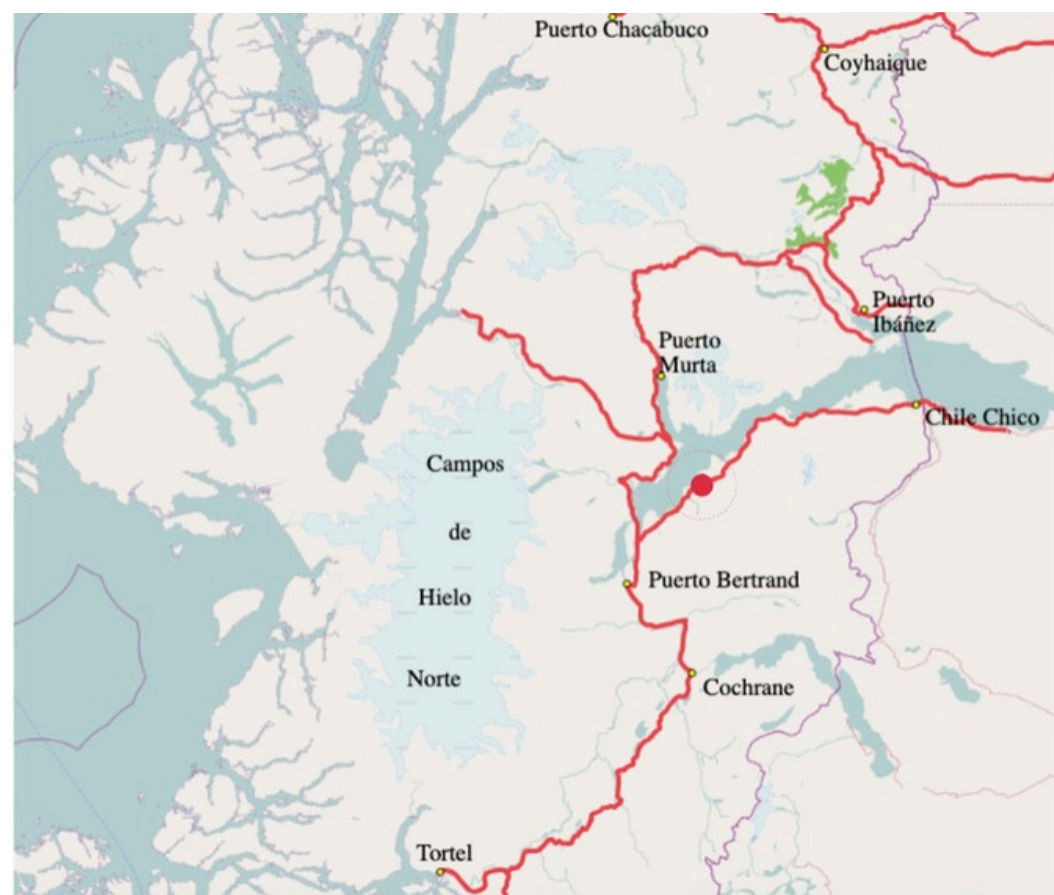 Puerto Chacabuco
Coyhaique
Puerto
Ibáñez
Puerto
Murta
Chile Chico
Campos
de
Hielo
Norte
Puerto Bertrand
Cochrane
Tortel